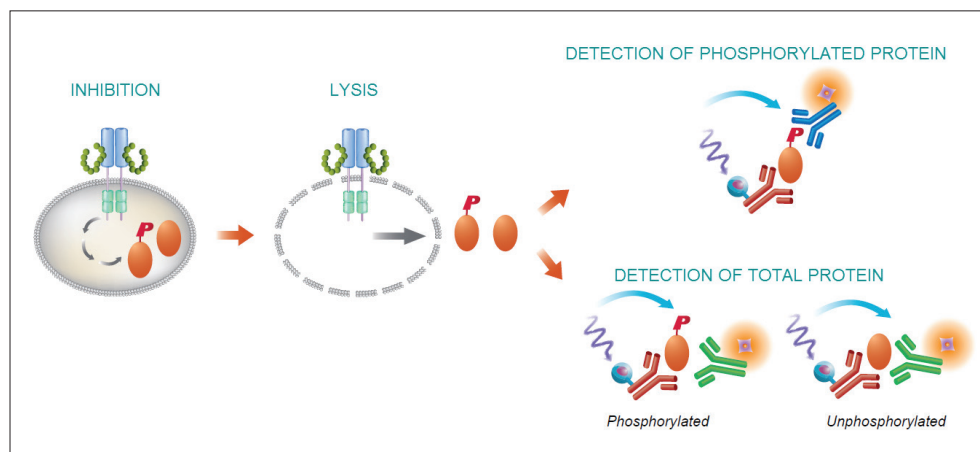 DETECTION OF PHOSPHORYLATED PROTEIN
INHIBITION
LYSIS
P
P
P
DETECTION OF TOTAL PROTEIN
P
Phosphorylated
Unphosphorylated